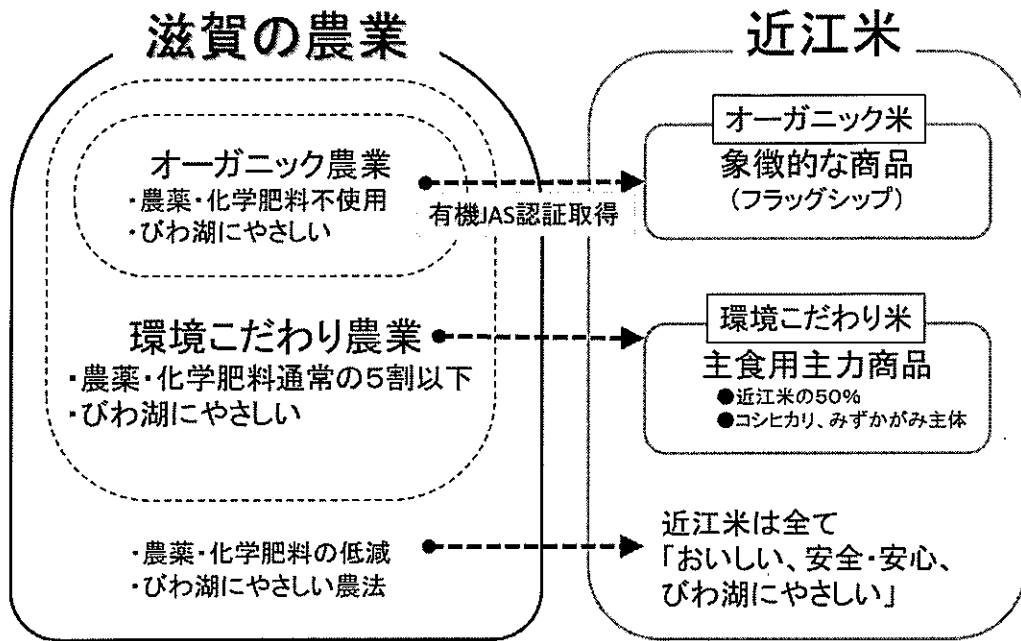 滋賀の農業
オーガニック農業
・農薬・化学肥料不使用
・びわ湖にやさしい
環境こだわり農業
・農薬・化学肥料通常の5割以下
・びわ湖にやさしい
・農薬・化学肥料の低減
・びわ湖にやさしい農法
有機JAS認証取得
近江米
オーガニック米
象徴的な商品
(フラッグシップ)
環境こだわり米
主食用主力商品
●近江米の50%
●コシヒカリ、みずかがみ主体
近江米は全て
「おいしい、安全・安心、
びわ湖にやさしい」